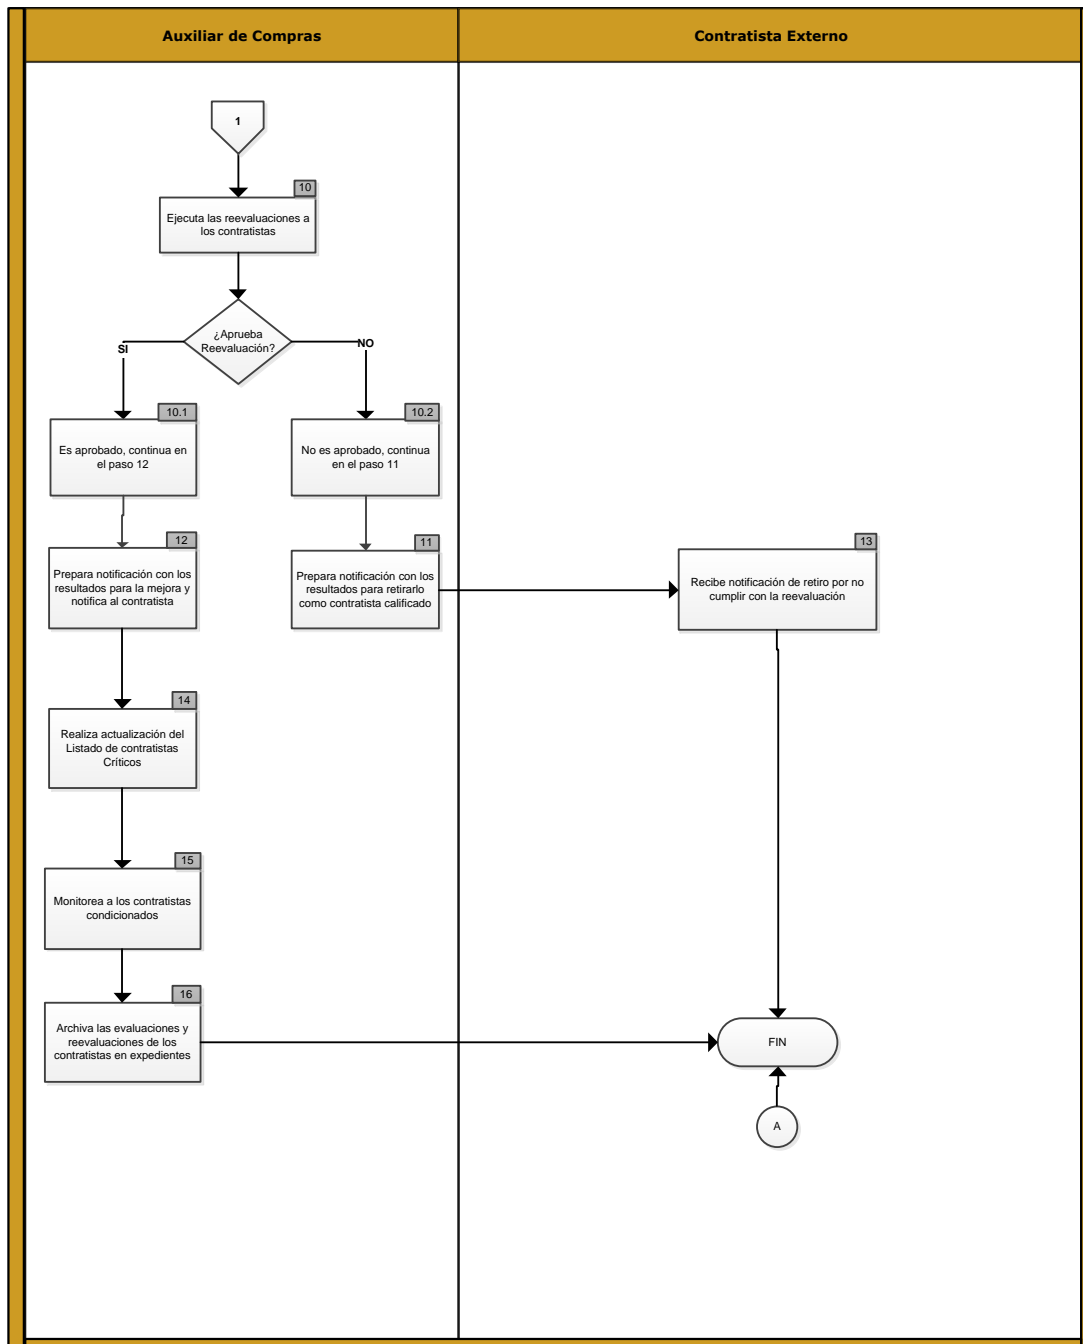 Auxiliar de Compras
Contratista Externo
1
10
Ejecuta las reevaluaciones a
los contratistas
¿Aprueba
Reevaluación?
SI
NO
10.1
Es aprobado, continua en
el paso 12
10.2
No es aprobado, continua
en el paso 11
12
Prepara notificación con los
resultados para la mejora y
notifica al contratista
11
Prepara notificación con los
resultados para retirarlo
como contratista calificado
13
Recibe notificación de retiro por no
cumplir con la reevaluación
14
Realiza actualización del
Listado de contratistas
Críticos
15
Monitorea a los contratistas
condicionados
16
Archiva las evaluaciones y
reevaluaciones de los
contratistas en expedientes
FIN
A